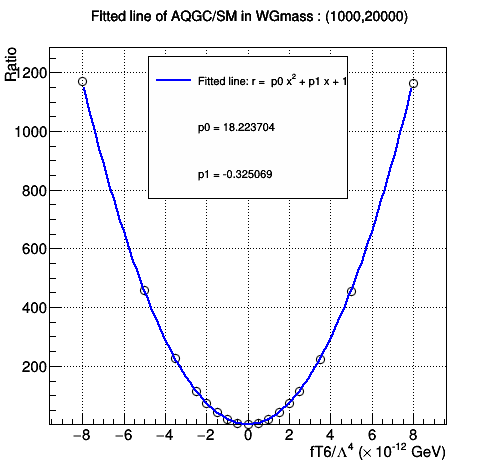 FItted line of AQGC/SM in WGmass : (1000,20000)
Ratio
1200
1000
800
600
400
200
Fitted line: r = p0 x² + p1 x + 1
p0 = 18.223704
p1 = -0.325069
−8 −6 −4 −2 0 2 4 6 8
fT6/Λ⁴ (× 10⁻¹² GeV)